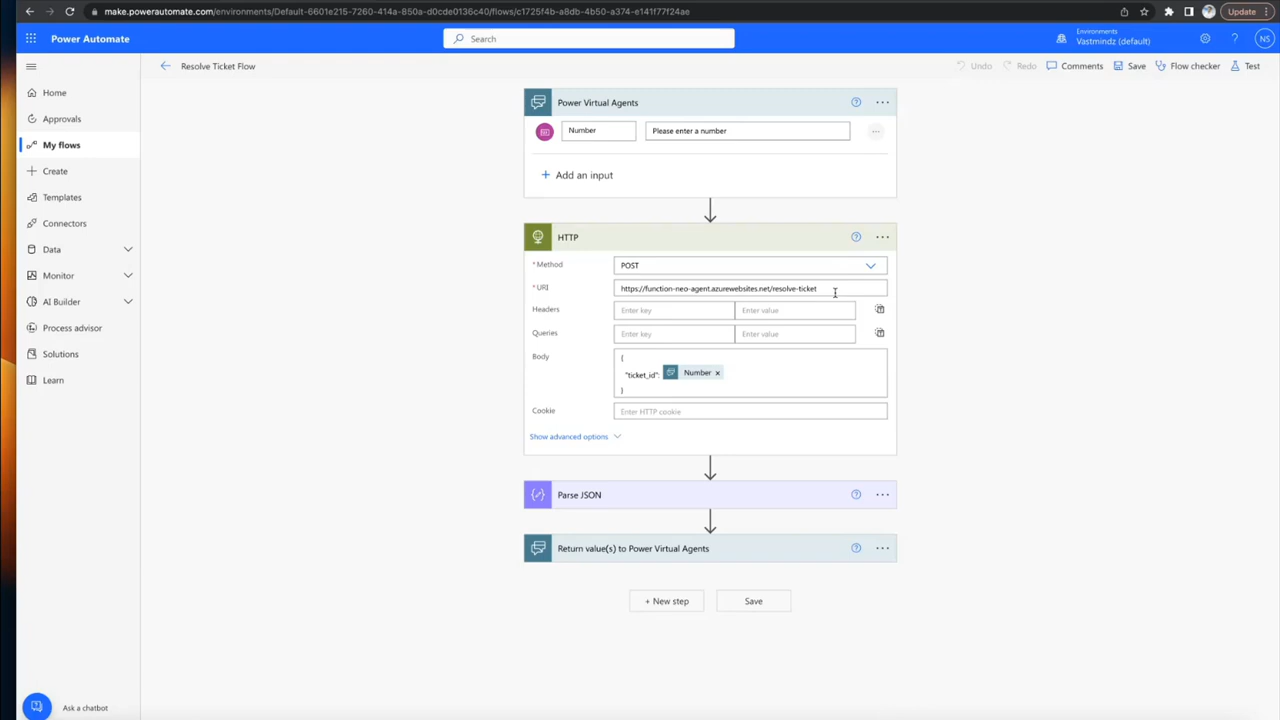 make.powerautomate.com/environments/Default-6601e215-7260-414a-850a-d0cde0136c40/flows/c1725f4b-a8db-4b50-a374-e141f77f24ae
Update
Power Automate
Search
Environments
Vastmindz (default)
NS
Resolve Ticket Flow
Undo
Redo
Comments
Save
Flow checker
Test
Home
Approvals
My flows
Create
Templates
Connectors
Data
Monitor
AI Builder
Process advisor
Solutions
Learn
Ask a chatbot
Power Virtual Agents
Number
Please enter a number
+ Add an input
HTTP
* Method
POST
* URI
https://function-neo-agent.azurewebsites.net/resolve-ticket
Headers
Enter key
Enter value
Queries
Enter key
Enter value
Body
{
"ticket_id": Number ×
}
Cookie
Enter HTTP cookie
Show advanced options
Parse JSON
Return value(s) to Power Virtual Agents
+ New step
Save